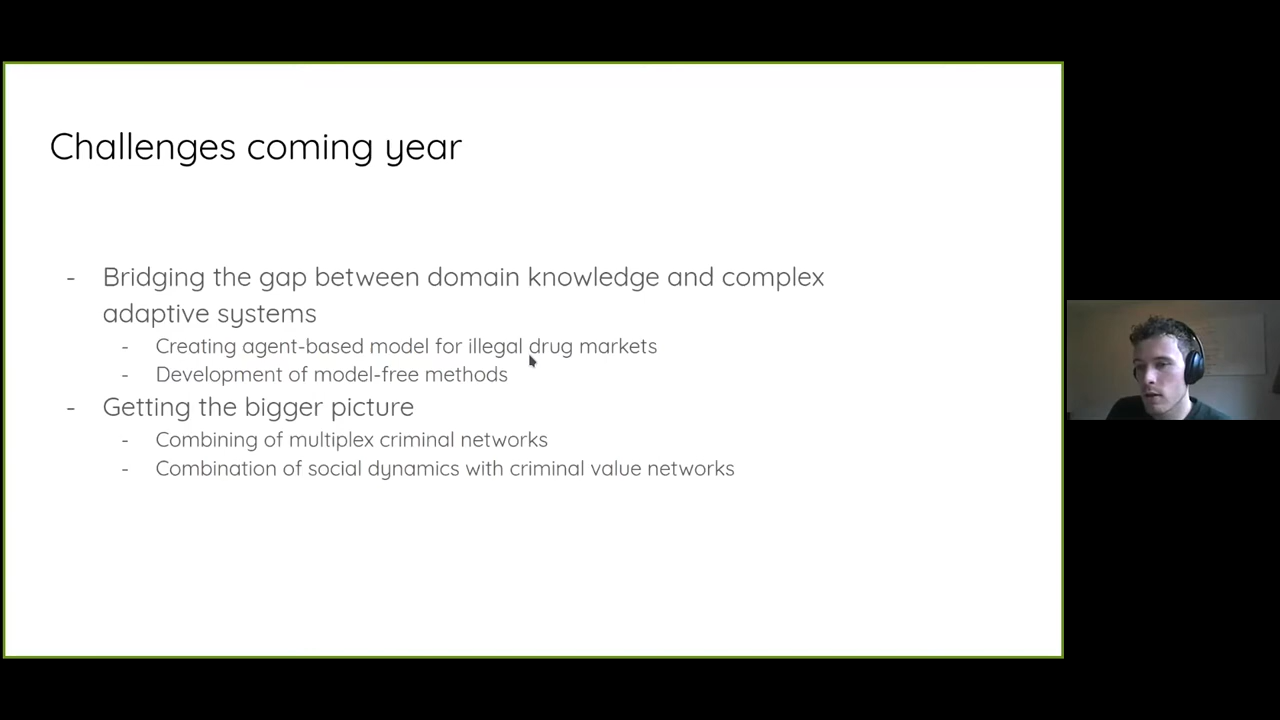 Challenges coming year
- Bridging the gap between domain knowledge and complex
adaptive systems
- Creating agent-based model for illegal drug markets
- Development of model-free methods
- Getting the bigger picture
- Combining of multiplex criminal networks
- Combination of social dynamics with criminal value networks